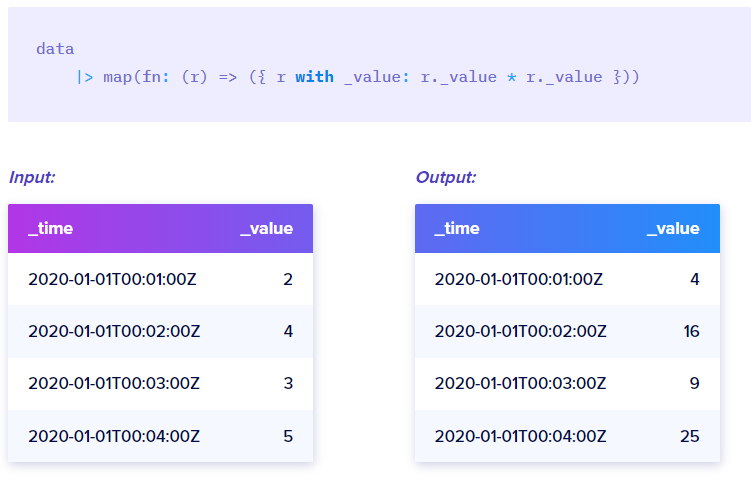 data
|> map(fn: (r) => ({ r with _value: r._value * r._value }))
Input:
_time _value
2020-01-01T00:01:00Z 2
2020-01-01T00:02:00Z 4
2020-01-01T00:03:00Z 3
2020-01-01T00:04:00Z 5
Output:
_time _value
2020-01-01T00:01:00Z 4
2020-01-01T00:02:00Z 16
2020-01-01T00:03:00Z 9
2020-01-01T00:04:00Z 25